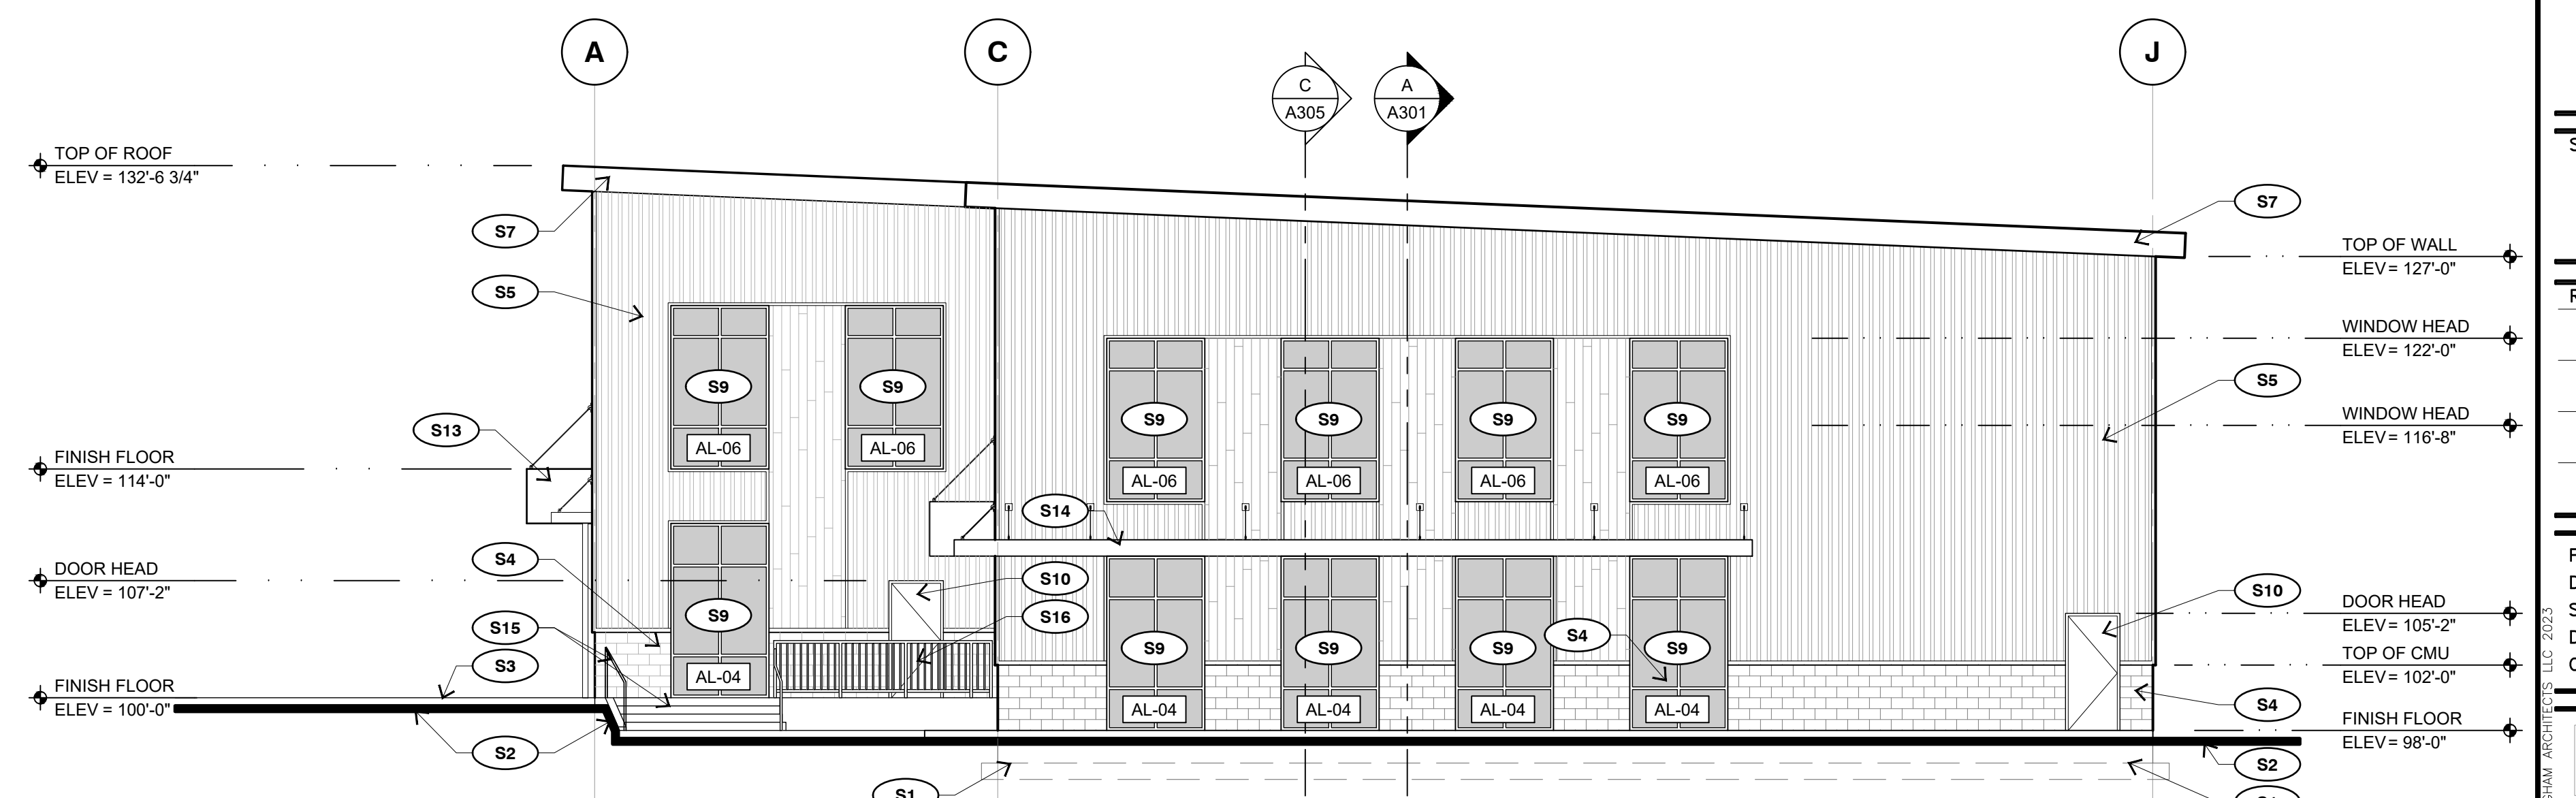 A
C
J
C
A305
A
A301
TOP OF ROOF
ELEV = 132'-6 3/4"
S7
S7
TOP OF WALL
ELEV = 127'-0"
S5
WINDOW HEAD
ELEV = 122'-0"
S5
S9
S9
S9
S9
S9
S9
S13
WINDOW HEAD
ELEV = 116'-8"
AL-06
AL-06
FINISH FLOOR
ELEV = 114'-0"
AL-06
AL-06
AL-06
AL-06
S14
S4
DOOR HEAD
ELEV = 107'-2"
S10
S10
DOOR HEAD
ELEV = 105'-2"
S9
S16
S15
S4
S9
S9
S9
S9
S3
TOP OF CMU
ELEV = 102'-0"
AL-04
FINISH FLOOR
ELEV = 100'-0"
S4
AL-04
AL-04
AL-04
AL-04
FINISH FLOOR
ELEV = 98'-0"
S2
S2
S1
HAM ARCHITECTS LLC 2023